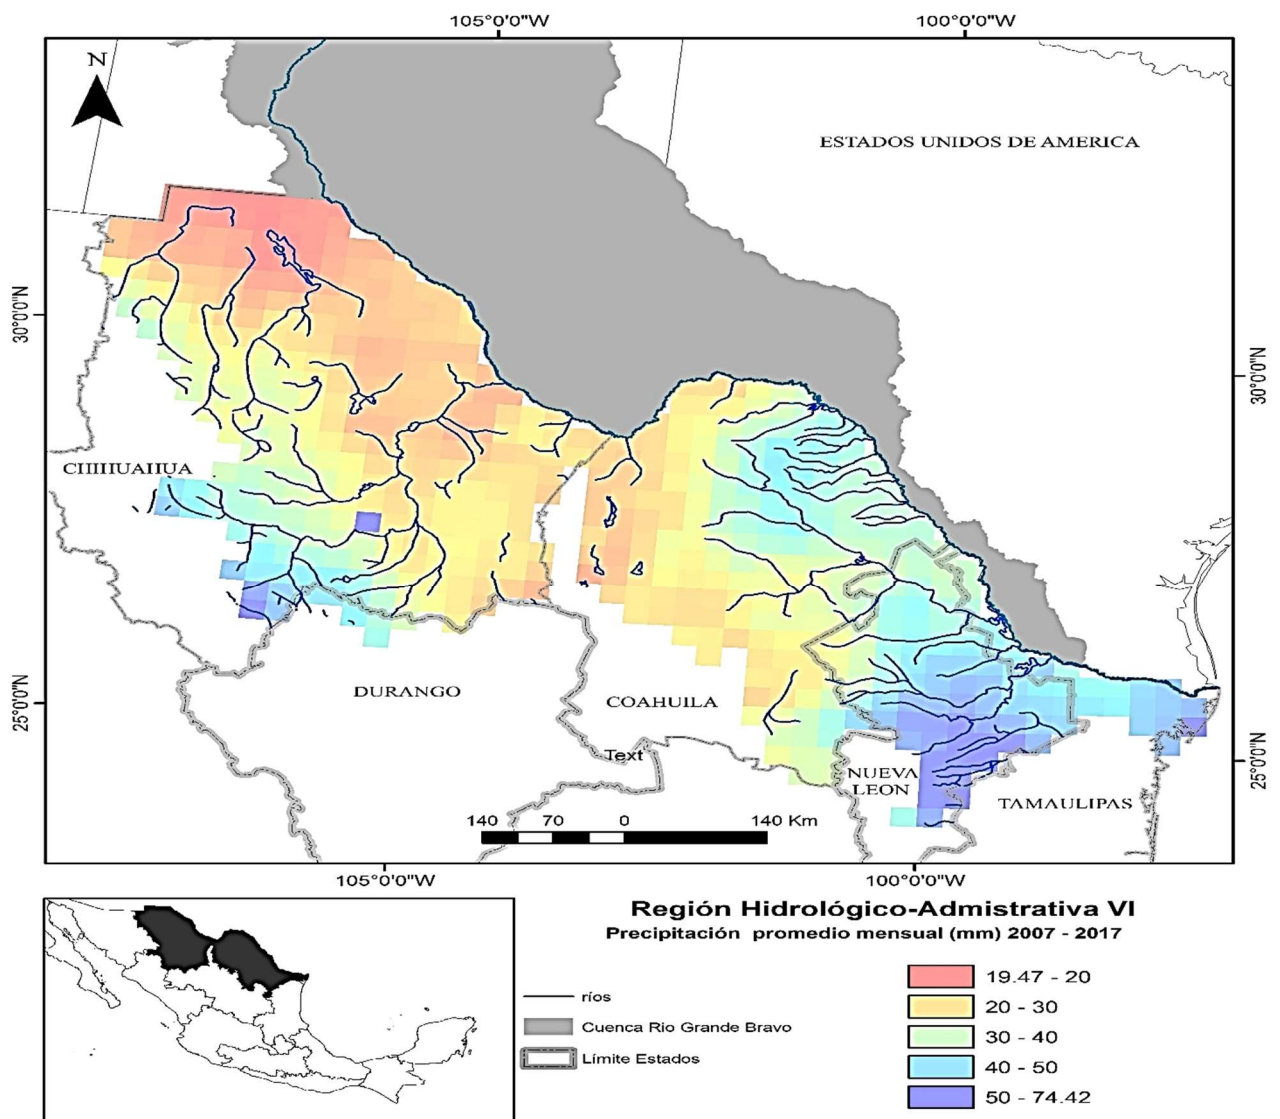 105°0'0"W
100°0'0"W
N
ESTADOS UNIDOS DE AMERICA
30°0'0"N
30°0'0"N
CHIHUAHUA
DURANGO
COAHUILA
25°0'0"N
Text
NUEVA
LEON
TAMAULIPAS
25°0'0"N
140 70 0 140 Km
105°0'0"W
100°0'0"W
Región Hidrológico-Admistrativa VI
Precipitación promedio mensual (mm) 2007 - 2017
19.47 - 20
20 - 30
30 - 40
40 - 50
50 - 74.42
ríos
Cuenca Rio Grande Bravo
Límite Estados